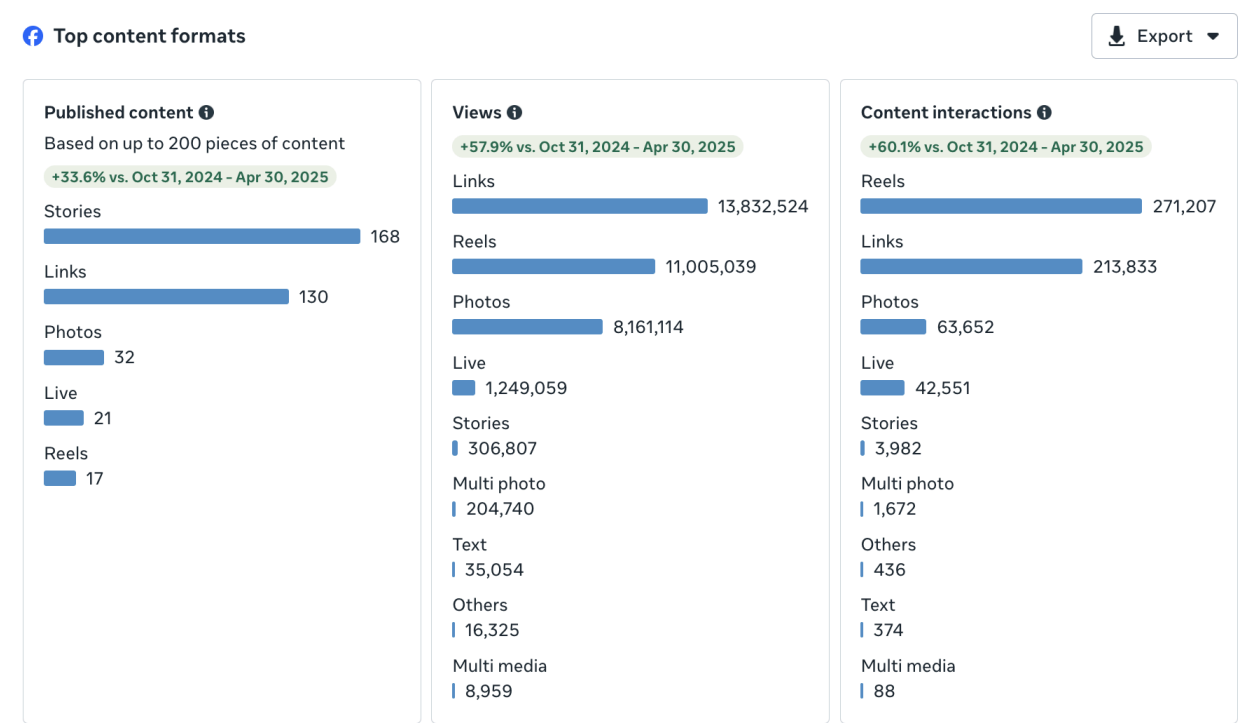 Top content formats
Export
Published content
Based on up to 200 pieces of content
+33.6% vs. Oct 31, 2024 - Apr 30, 2025
Stories
168
Links
130
Photos
32
Live
21
Reels
17
Views
+57.9% vs. Oct 31, 2024 - Apr 30, 2025
Links
13,832,524
Reels
11,005,039
Photos
8,161,114
Live
1,249,059
Stories
306,807
Multi photo
204,740
Text
35,054
Others
16,325
Multi media
8,959
Content interactions
+60.1% vs. Oct 31, 2024 - Apr 30, 2025
Reels
271,207
Links
213,833
Photos
63,652
Live
42,551
Stories
3,982
Multi photo
1,672
Others
436
Text
374
Multi media
88